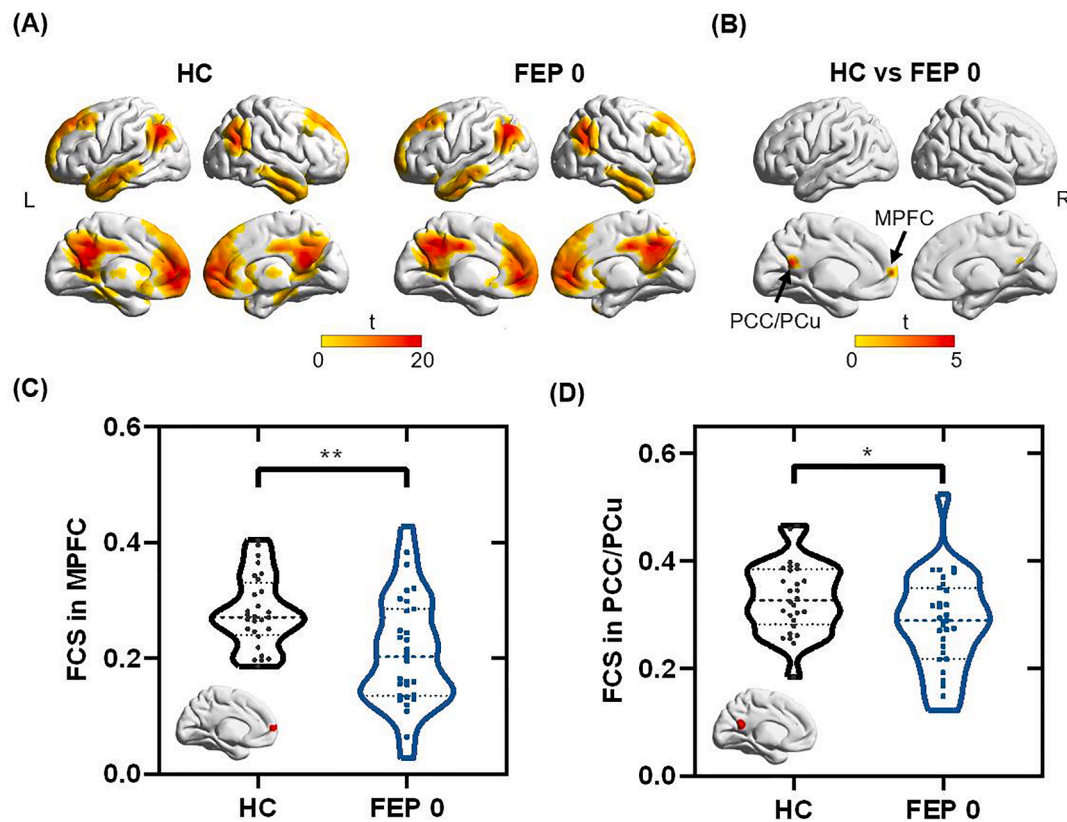 (A)
(B)
HC
FEP 0
HC vs FEP 0
L
R
MPFC
PCC/PCu
t
0
20
t
0
5
(C)
(D)
FCS in MPFC
0.6
0.4
0.2
0.0
**
HC
FEP 0
FCS in PCC/PCu
0.6
0.4
0.2
0.0
*
HC
FEP 0